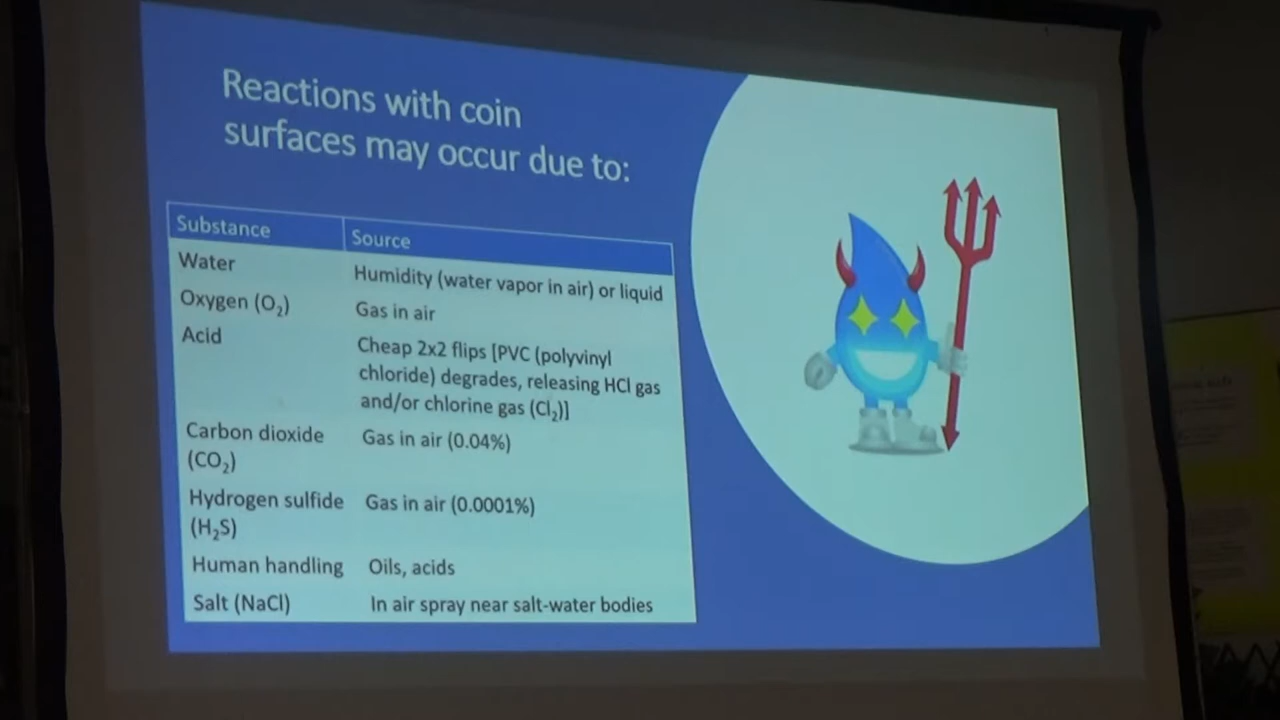 Reactions with coin
surfaces may occur due to:
Substance Source
Water Humidity (water vapor in air) or liquid
Oxygen (O₂) Gas in air
Acid Cheap 2x2 flips [PVC (polyvinyl
chloride) degrades, releasing HCl gas
and/or chlorine gas (Cl₂)]
Carbon dioxide Gas in air (0.04%)
(CO₂)
Hydrogen sulfide Gas in air (0.0001%)
(H₂S)
Human handling Oils, acids
Salt (NaCl) In air spray near salt-water bodies